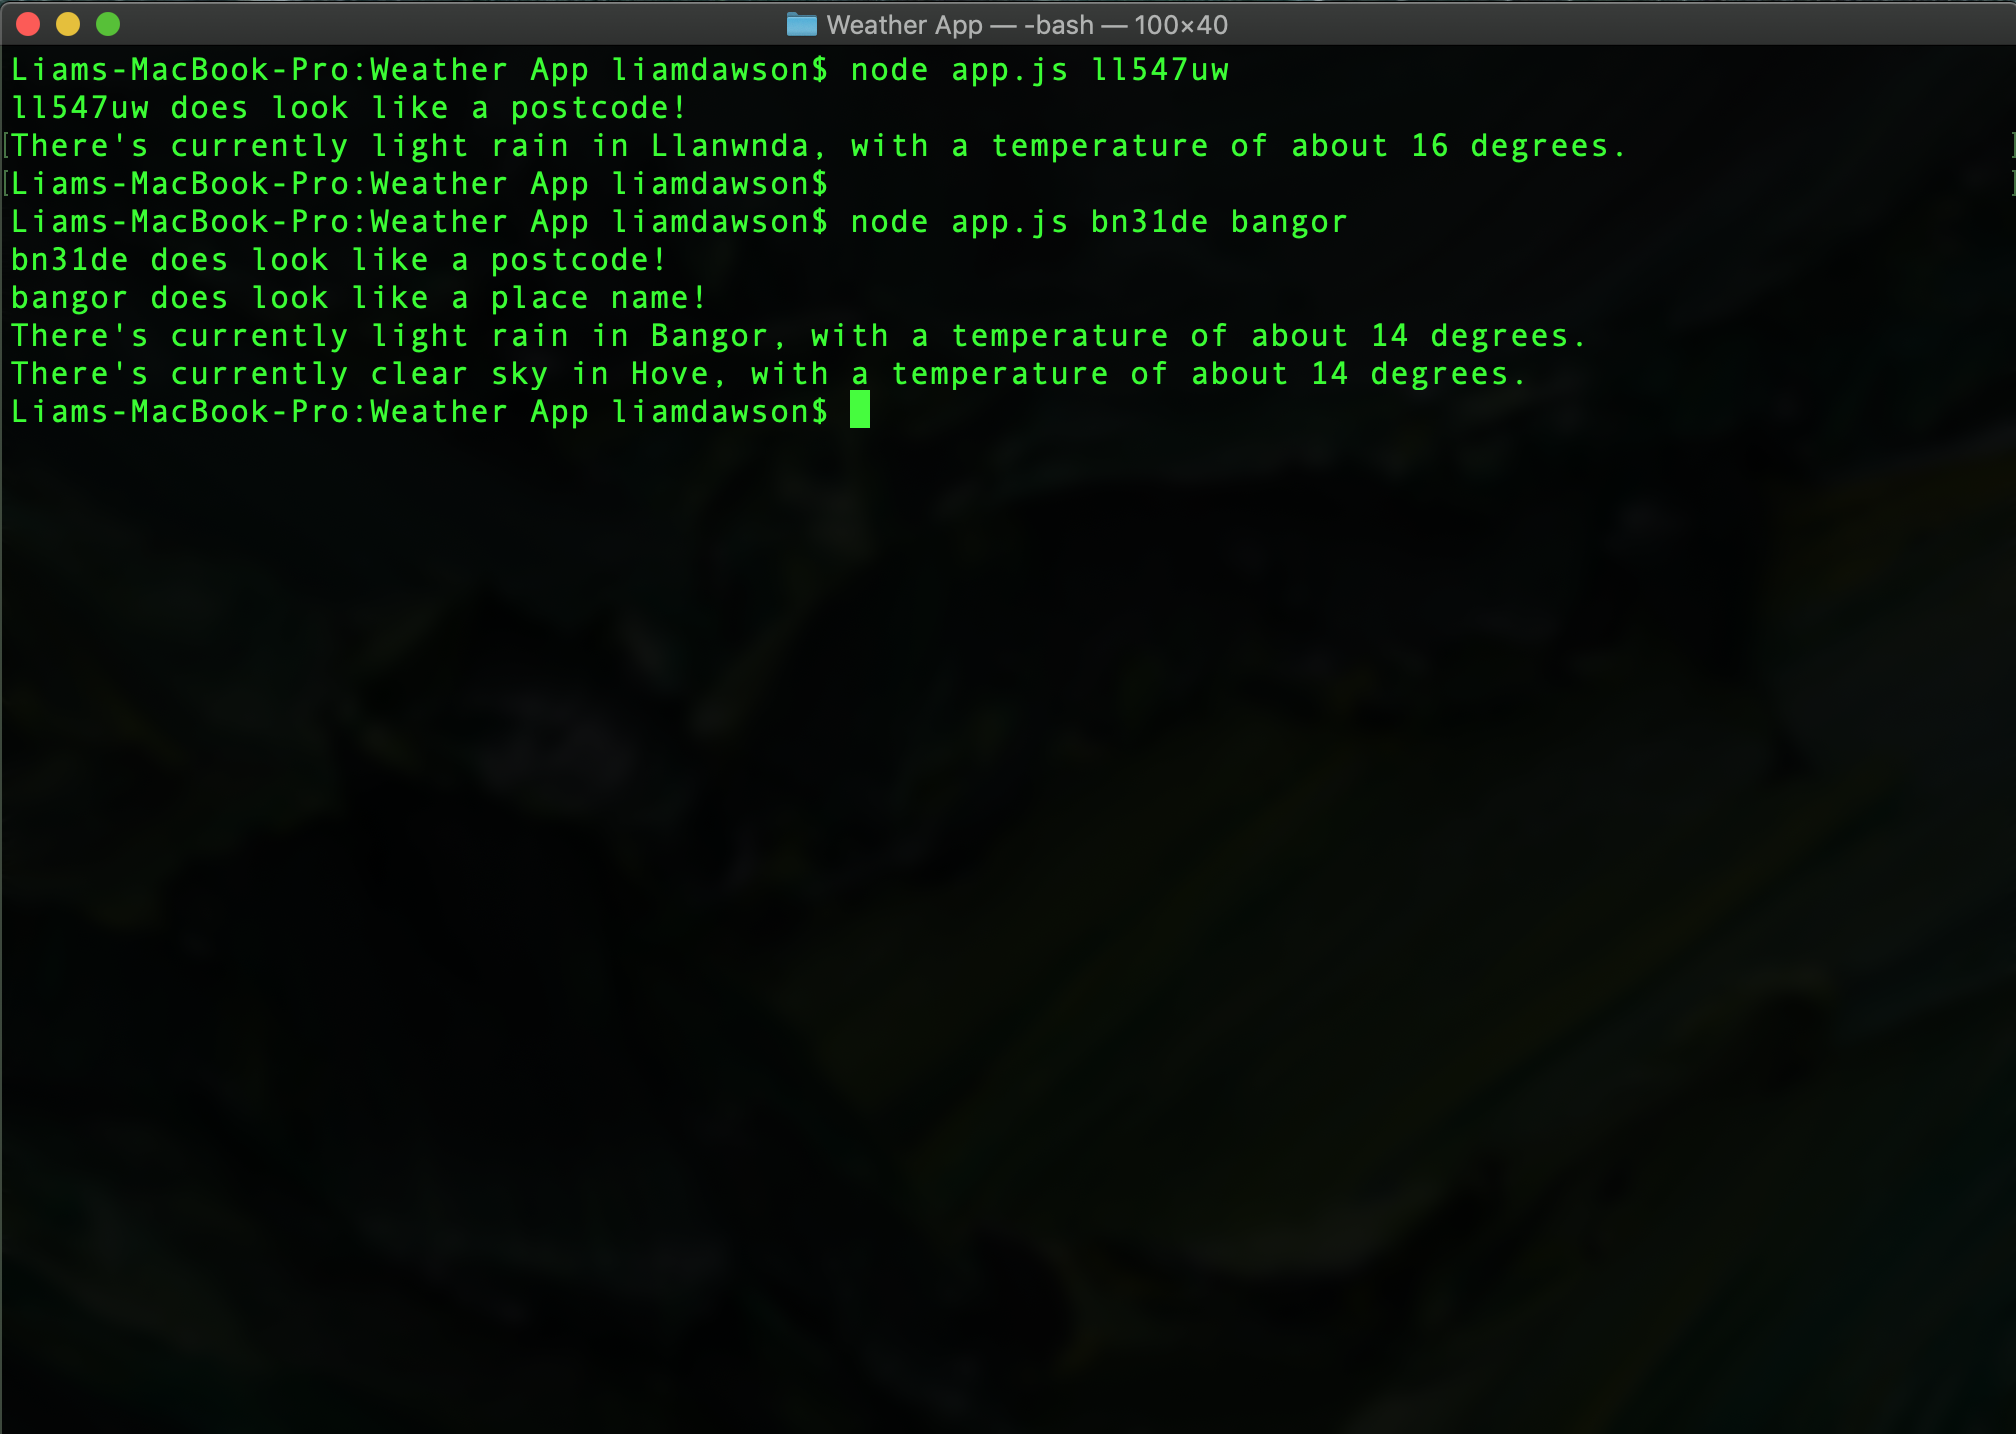 Weather App — -bash — 100×40
Liams-MacBook-Pro:Weather App liamdawson$ node app.js ll547uw
ll547uw does look like a postcode!
[There's currently light rain in Llanwnda, with a temperature of about 16 degrees. ]
[Liams-MacBook-Pro:Weather App liamdawson$ ]
Liams-MacBook-Pro:Weather App liamdawson$ node app.js bn31de bangor
bn31de does look like a postcode!
bangor does look like a place name!
There's currently light rain in Bangor, with a temperature of about 14 degrees.
There's currently clear sky in Hove, with a temperature of about 14 degrees.
Liams-MacBook-Pro:Weather App liamdawson$